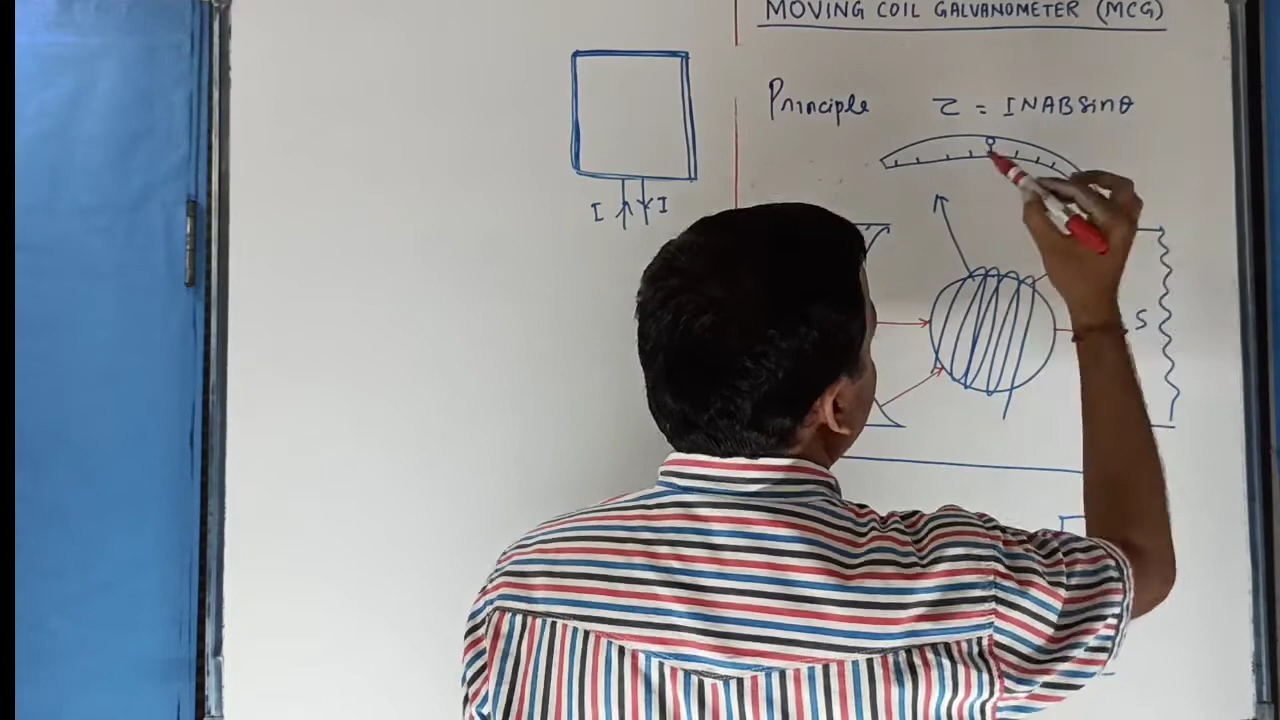 MOVING COIL GALVANOMETER (MCG)
Principle τ = INABsinθ
I I
S